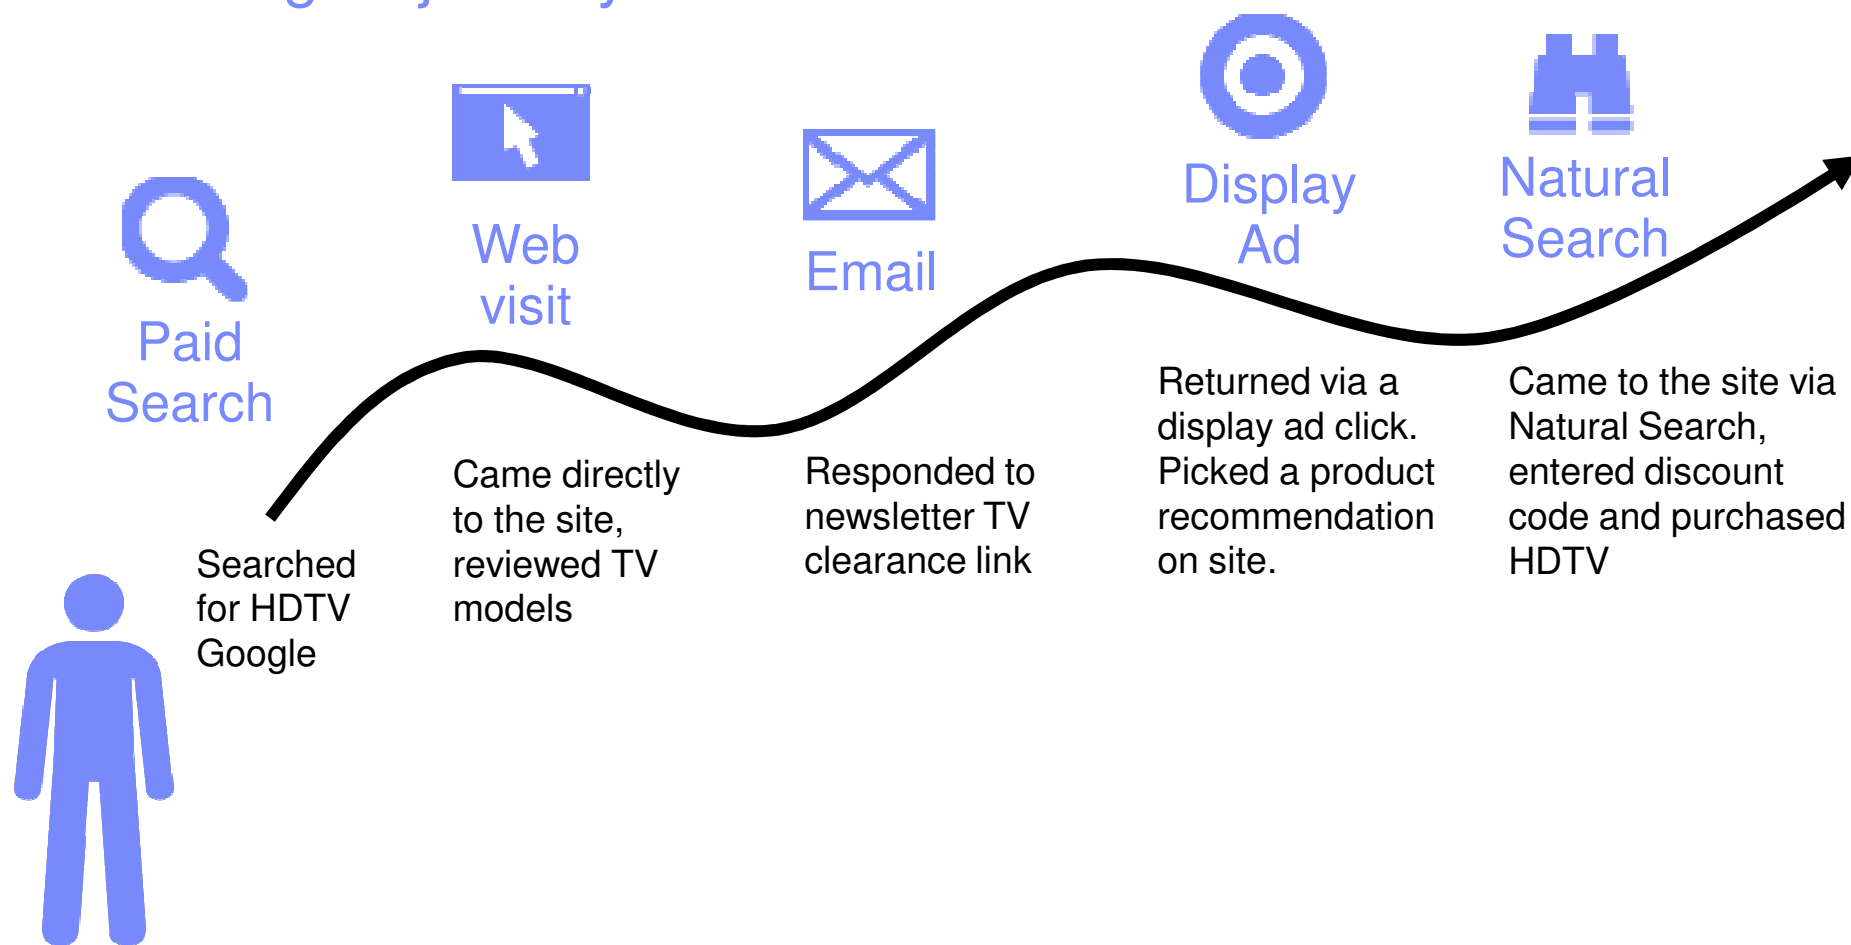 Paid
Search
Searched
for HDTV
Google
Web
visit
Came directly
to the site,
reviewed TV
models
Email
Responded to
newsletter TV
clearance link
Display
Ad
Returned via a
display ad click.
Picked a product
recommendation
on site.
Natural
Search
Came to the site via
Natural Search,
entered discount
code and purchased
HDTV